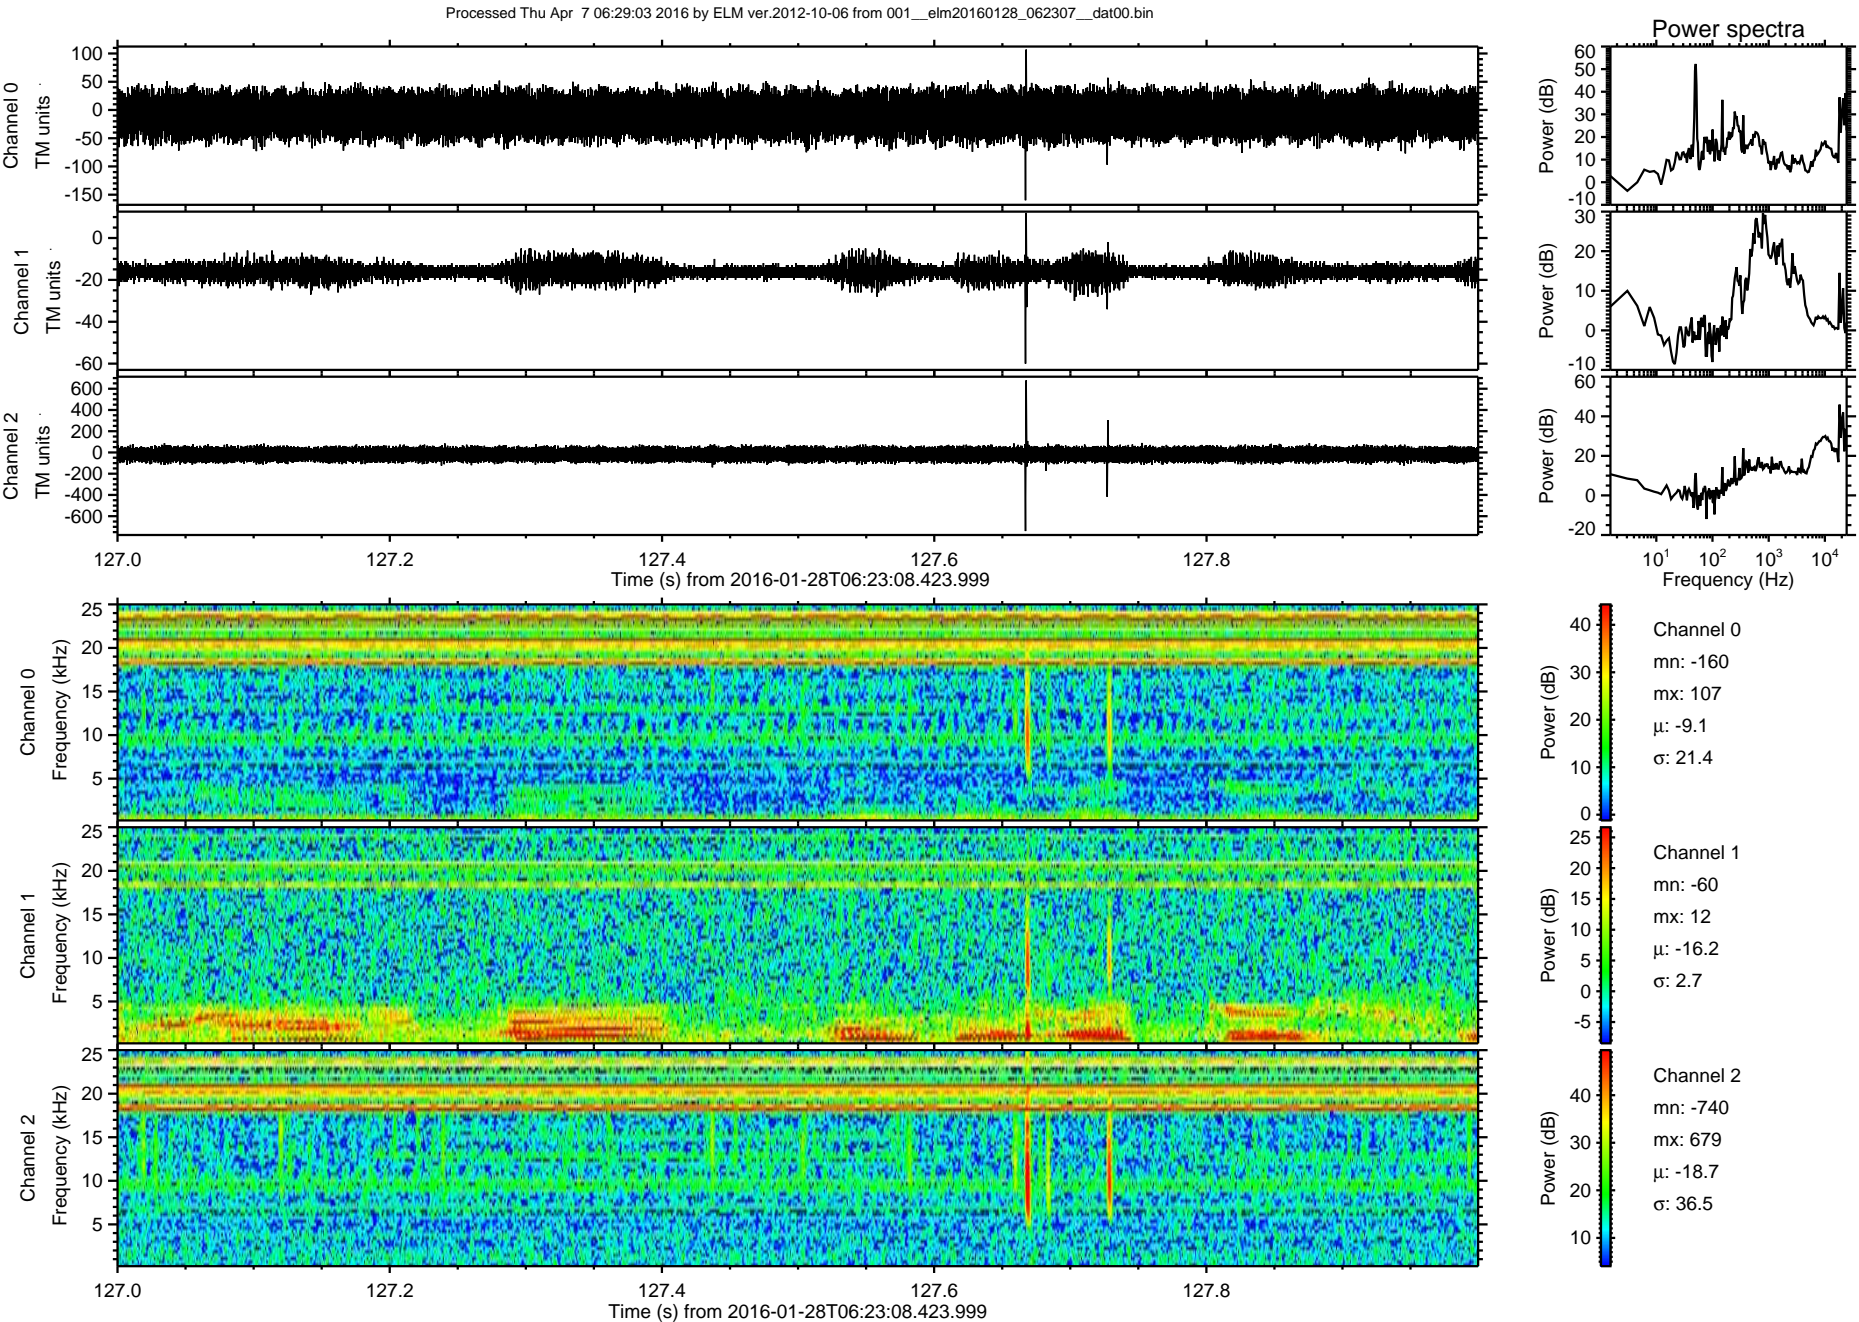 Processed Thu Apr  7 06:29:03 2016 by ELM ver.2012-10-06 from 001__elm20160128_062307__dat00.bin
Power spectra
Channel 0
TM units
100
50
0
-50
-100
-150
Power (dB)
60
50
40
30
20
10
0
-10
Channel 1
TM units
0
-20
-40
-60
Power (dB)
30
20
10
0
-10
Channel 2
TM units
600
400
200
0
-200
-400
-600
Power (dB)
60
40
20
0
-20
127.0 127.2 127.4 127.6 127.8
Time (s) from 2016-01-28T06:23:08.423.999
10¹ 10² 10³ 10⁴
Frequency (Hz)
Channel 0
Frequency (kHz)
25
20
15
10
5
Power (dB)
40
30
20
10
0
Channel 0
mn: -160
mx: 107
μ: -9.1
σ: 21.4
Channel 1
Frequency (kHz)
25
20
15
10
5
Power (dB)
25
20
15
10
5
0
-5
Channel 1
mn: -60
mx: 12
μ: -16.2
σ: 2.7
Channel 2
Frequency (kHz)
25
20
15
10
5
Power (dB)
40
30
20
10
Channel 2
mn: -740
mx: 679
μ: -18.7
σ: 36.5
127.0 127.2 127.4 127.6 127.8
Time (s) from 2016-01-28T06:23:08.423.999